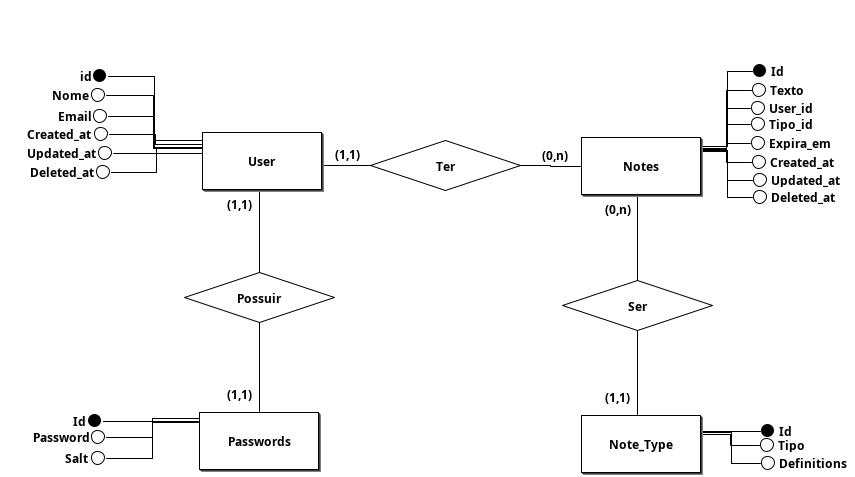 id
Nome
Email
Created_at
Updated_at
Deleted_at
User
(1,1)
Ter
(0,n)
Notes
Id
Texto
User_id
Tipo_id
Expira_em
Created_at
Updated_at
Deleted_at
(1,1)
(0,n)
Possuir
Ser
(1,1)
(1,1)
Id
Password
Salt
Passwords
Note_Type
Id
Tipo
Definitions